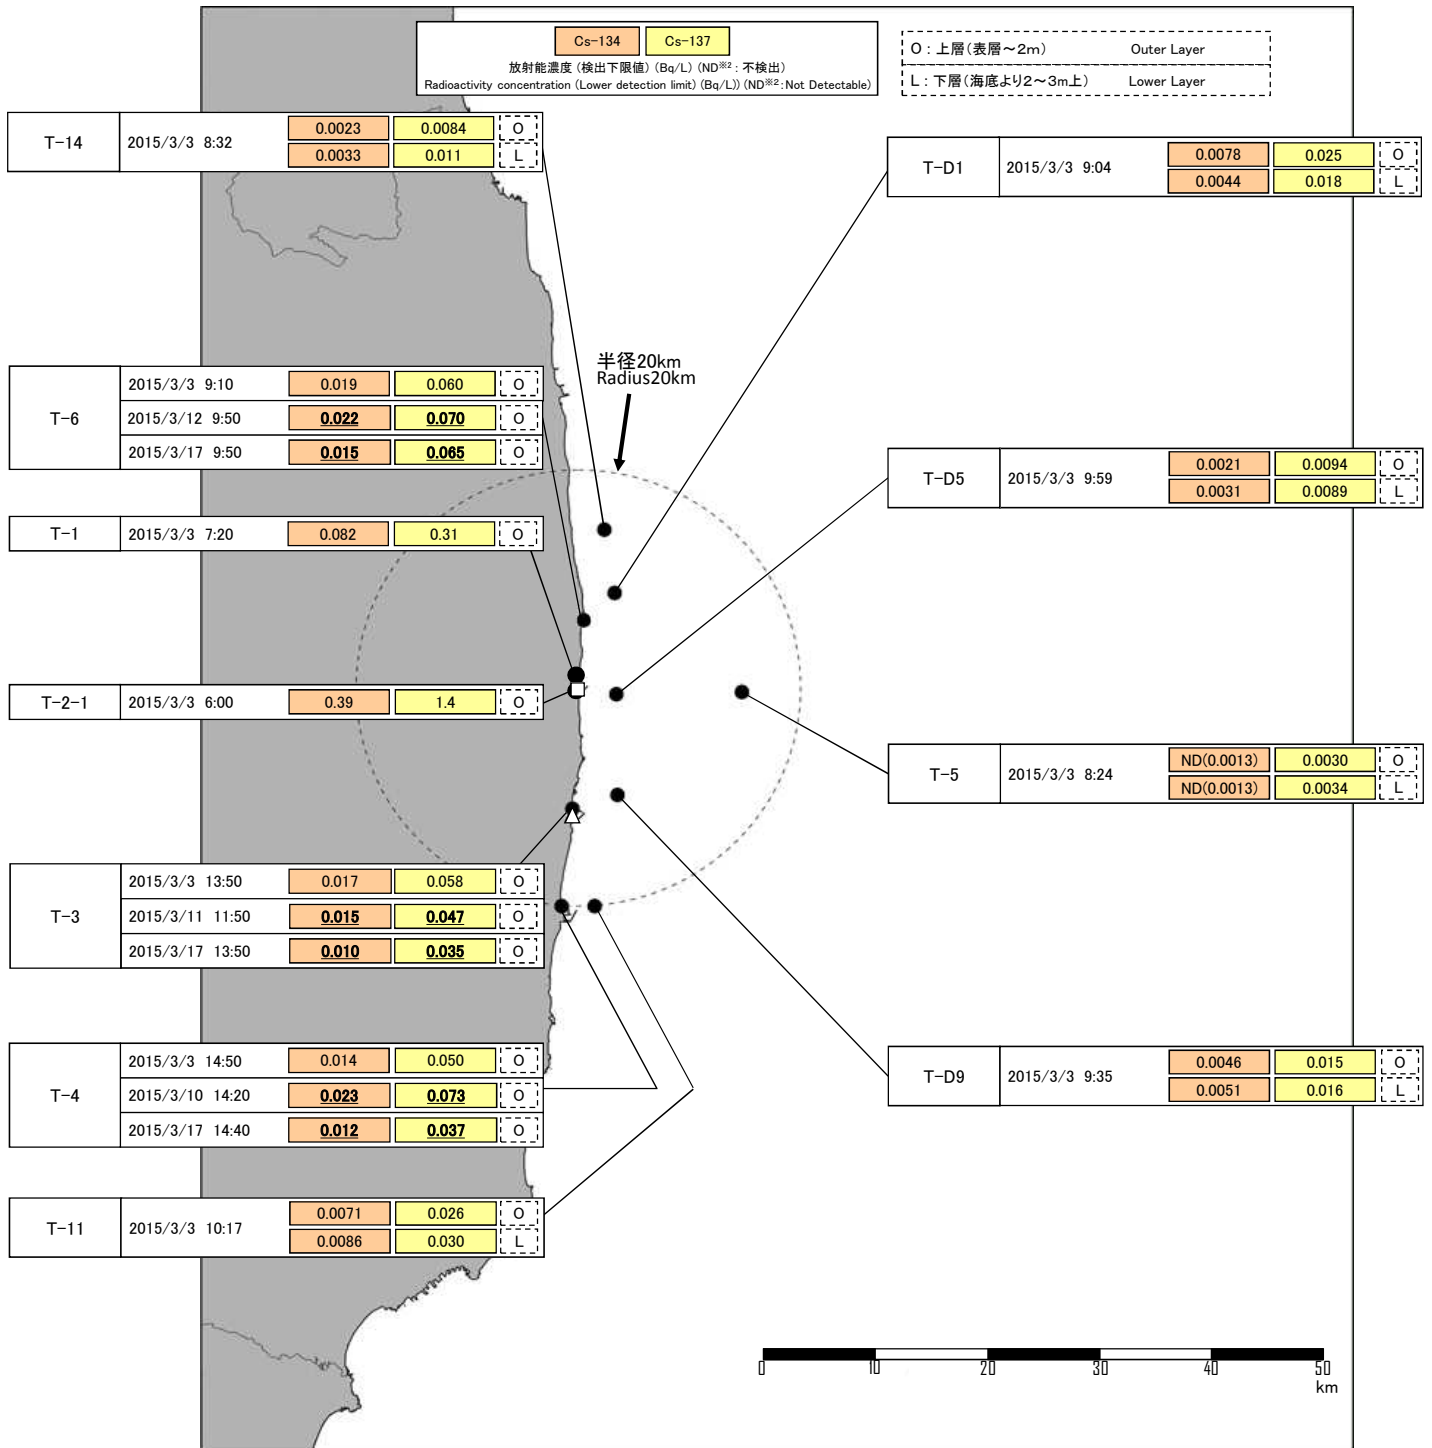 Cs-134 Cs-137
放射能濃度 (検出下限値) (Bq/L) (ND※2 : 不検出)
Radioactivity concentration (Lower detection limit) (Bq/L)) (ND※2:Not Detectable)
O : 上層(表層～2m) Outer Layer
L : 下層(海底より2～3m上) Lower Layer
T-14 2015/3/3 8:32
0.0023 0.0084 O
0.0033 0.011 L
T-D1 2015/3/3 9:04
0.0078 0.025 O
0.0044 0.018 L
半径20km
Radius20km
T-6
2015/3/3 9:10 0.019 0.060 O
2015/3/12 9:50 0.022 0.070 O
2015/3/17 9:50 0.015 0.065 O
T-D5 2015/3/3 9:59
0.0021 0.0094 O
0.0031 0.0089 L
T-1 2015/3/3 7:20 0.082 0.31 O
T-2-1 2015/3/3 6:00 0.39 1.4 O
T-5 2015/3/3 8:24
ND(0.0013) 0.0030 O
ND(0.0013) 0.0034 L
T-3
2015/3/3 13:50 0.017 0.058 O
2015/3/11 11:50 0.015 0.047 O
2015/3/17 13:50 0.010 0.035 O
T-4
2015/3/3 14:50 0.014 0.050 O
2015/3/10 14:20 0.023 0.073 O
2015/3/17 14:40 0.012 0.037 O
T-D9 2015/3/3 9:35
0.0046 0.015 O
0.0051 0.016 L
T-11 2015/3/3 10:17
0.0071 0.026 O
0.0086 0.030 L
0 10 20 30 40 50
km